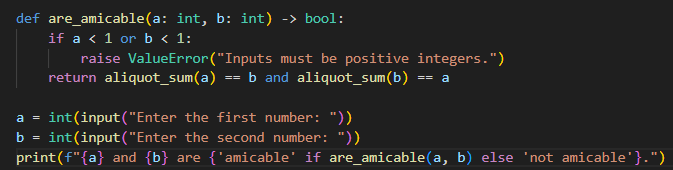 def are_amicable(a: int, b: int) -> bool:
    if a < 1 or b < 1:
        raise ValueError("Inputs must be positive integers.")
    return aliquot_sum(a) == b and aliquot_sum(b) == a

a = int(input("Enter the first number: "))
b = int(input("Enter the second number: "))
print(f"{a} and {b} are {'amicable' if are_amicable(a, b) else 'not amicable'}.")